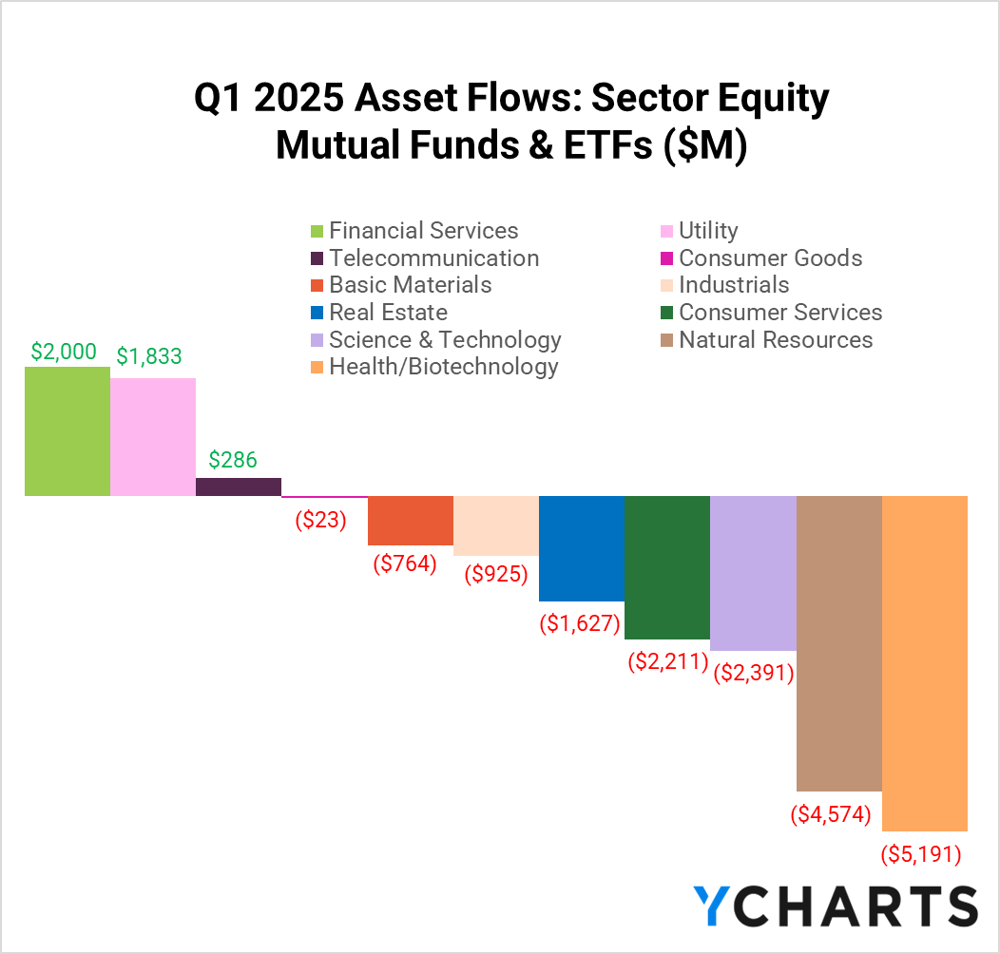 Q1 2025 Asset Flows: Sector Equity
Mutual Funds & ETFs ($M)
Financial Services
Utility
Telecommunication
Consumer Goods
Basic Materials
Industrials
Real Estate
Consumer Services
Science & Technology
Natural Resources
Health/Biotechnology
$2,000
$1,833
$286
($23)
($764)
($925)
($1,627)
($2,211)
($2,391)
($4,574)
($5,191)
YCHARTS